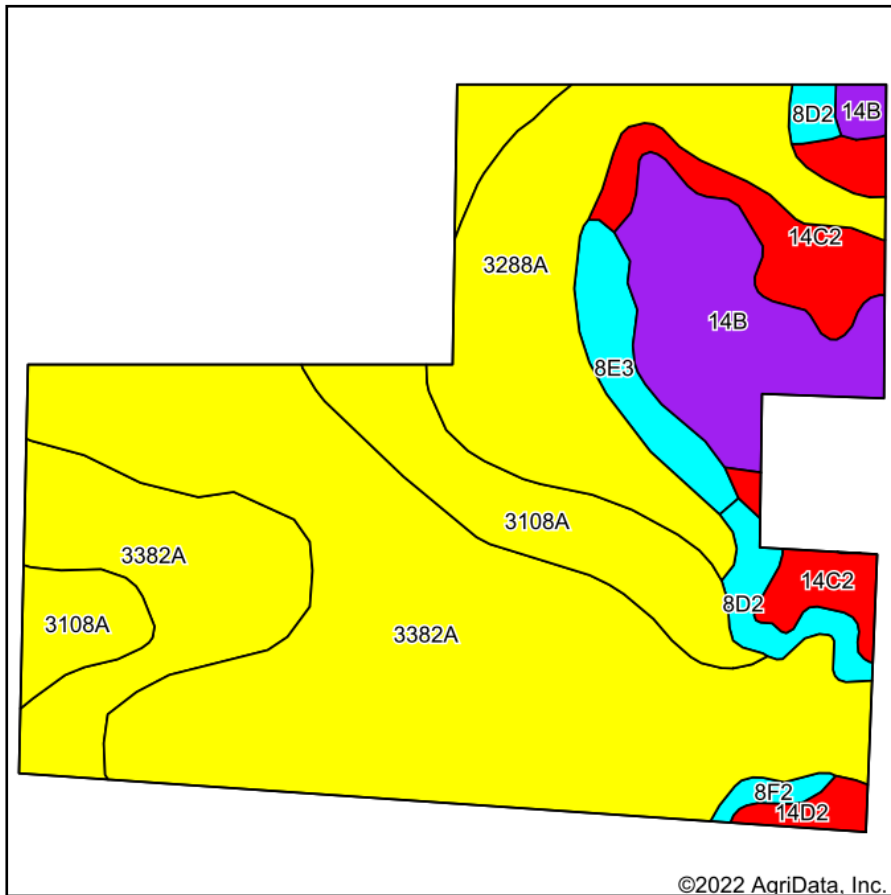 8D2
14B
14C2
3288A
14B
8E3
3108A
3382A
14C2
8D2
3108A
3382A
8F2
14D2
©2022 AgriData, Inc.